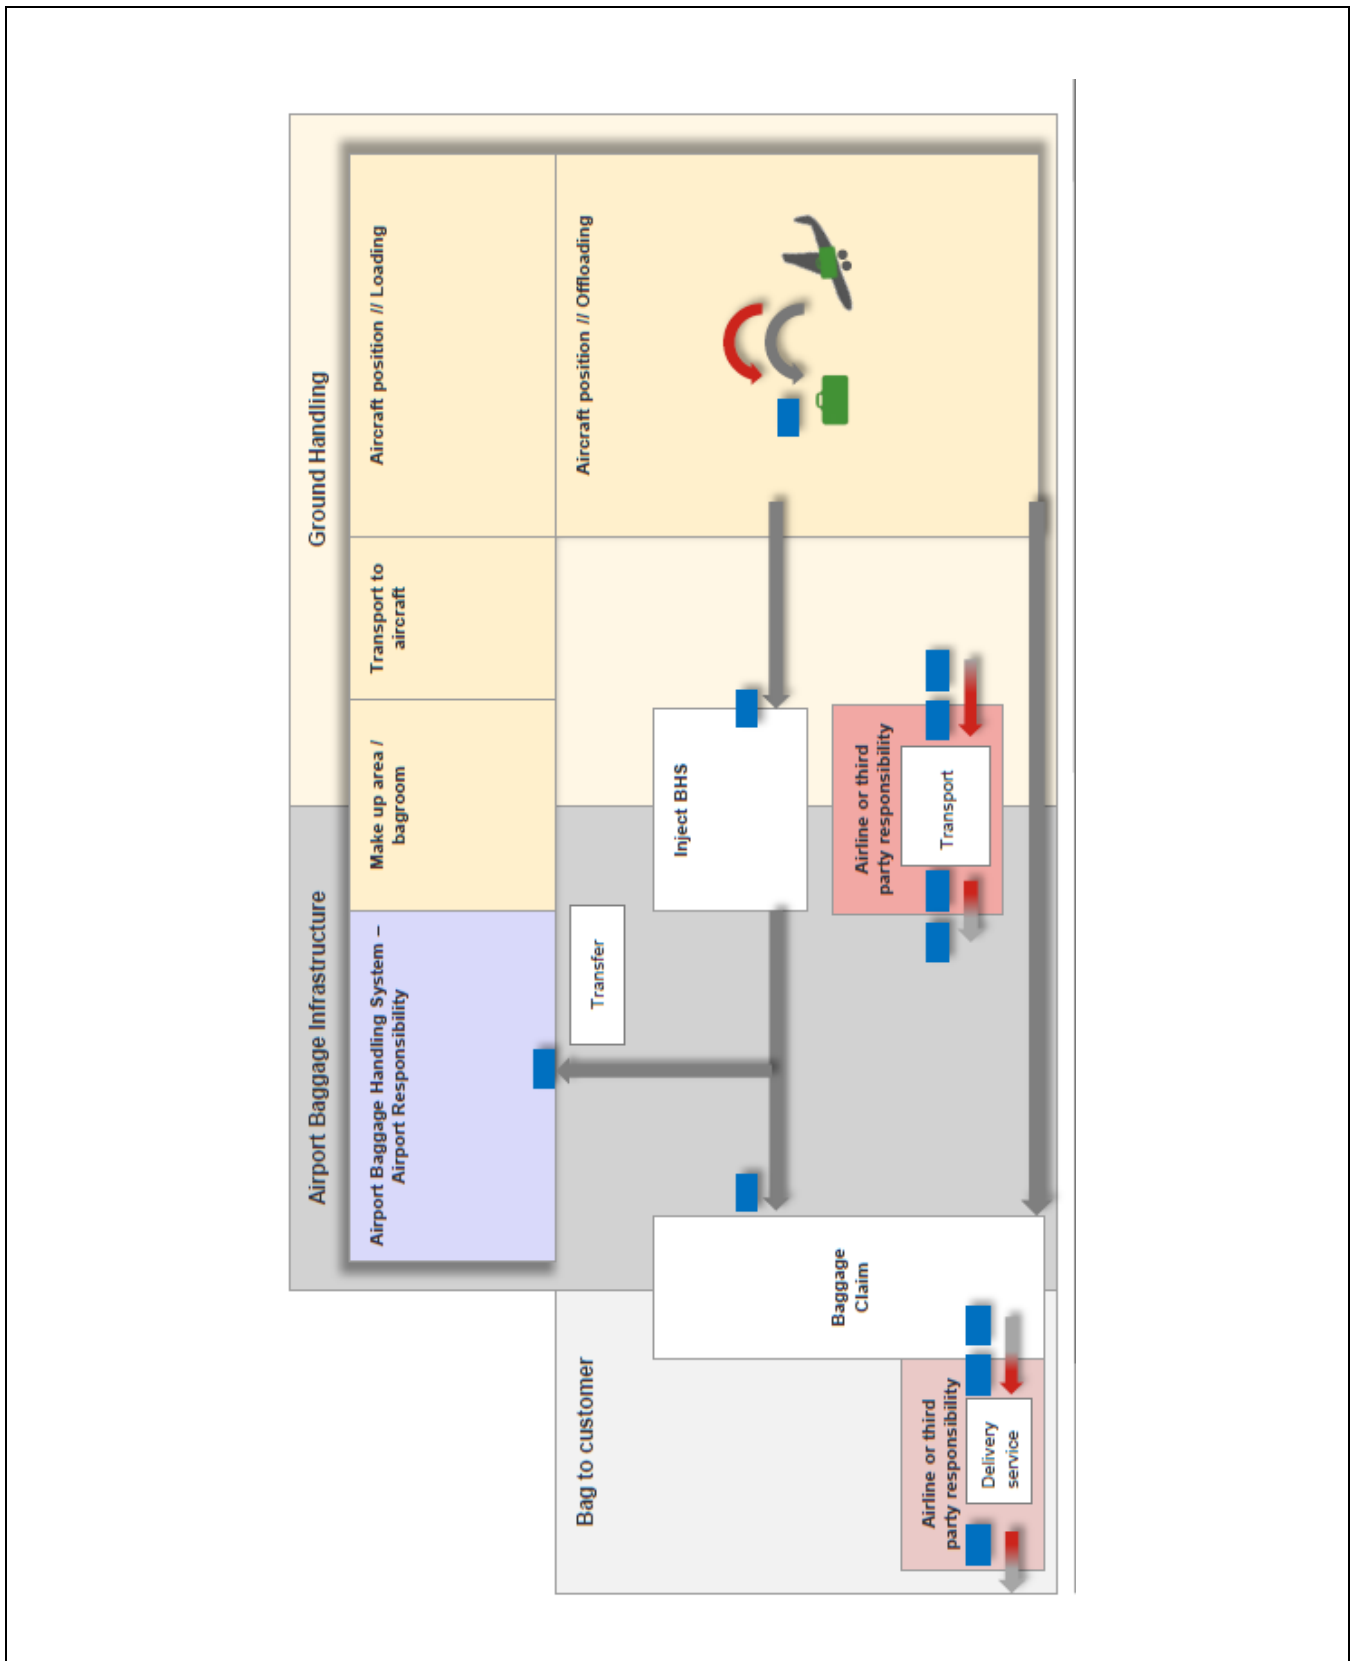 Airport Baggage Infrastructure
Ground Handling
Airport Baggage Handling System –
Airport Responsibility
Make up area /
bagroom
Transport to
aircraft
Aircraft position // Loading
Bag to customer
Transfer
Aircraft position // Offloading
Inject BHS
Baggage
Claim
Airline or third
party responsibility
Transport
Airline or third
party responsibility
Delivery
service